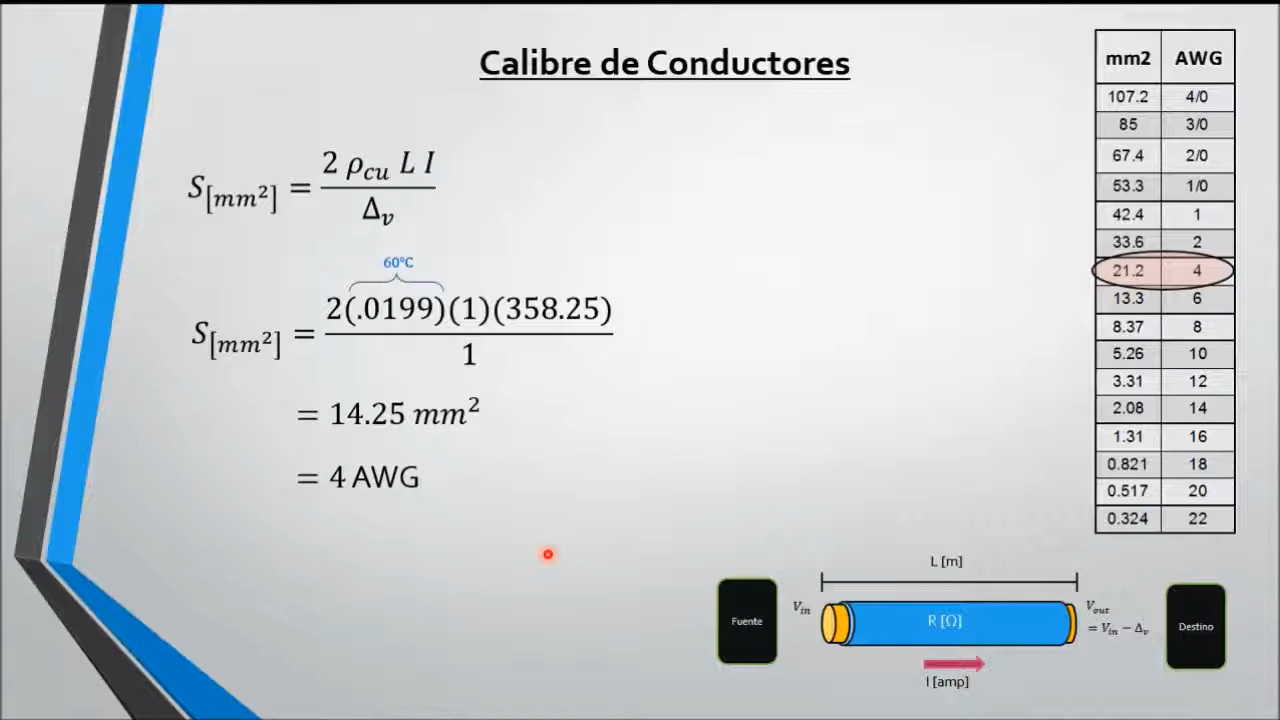 Calibre de Conductores
S[mm²] = 2 ρcu L I / Δv
60°C
S[mm²] = 2(.0199)(1)(358.25) / 1
= 14.25 mm²
= 4 AWG
mm2 AWG
107.2 4/0
85 3/0
67.4 2/0
53.3 1/0
42.4 1
33.6 2
21.2 4
13.3 6
8.37 8
5.26 10
3.31 12
2.08 14
1.31 16
0.821 18
0.517 20
0.324 22
L [m]
Fuente
Vin
R [Ω]
Vout
= Vin − Δv
Destino
I [amp]